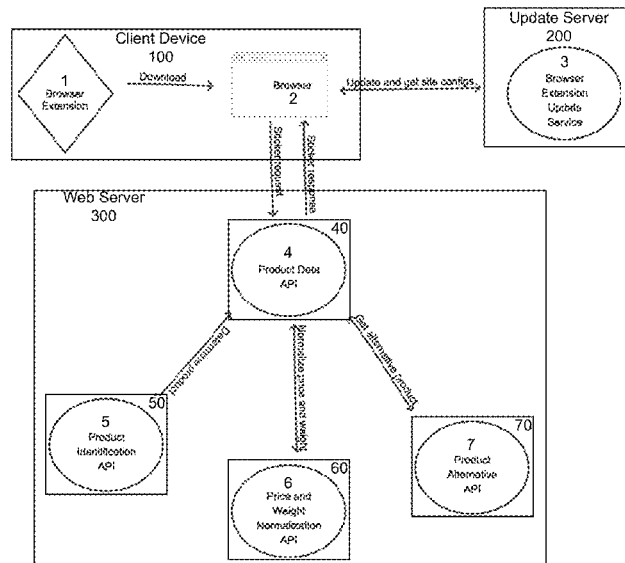 Client Device
100
1
Browser
Extension
Download
Browser
2
Update and get site configs
Update Server
200
3
Browser
Extension
Update
Service
Socket request
Socket response
Web Server
300
40
4
Product Data
API
Determine product
Normalize price and weight
Get alternative product
50
5
Product
Identification
API
60
6
Price and
Weight
Normalization
API
70
7
Product
Alternative
API